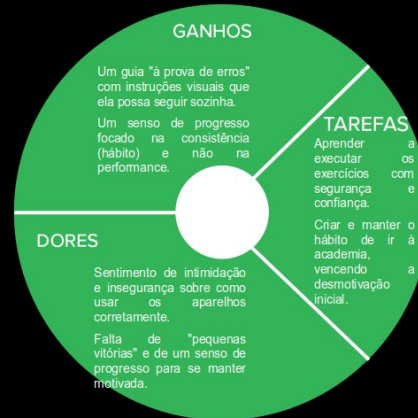 GANHOS
Um guia "à prova de erros"
com instruções visuais que
ela possa seguir sozinha.
Um senso de progresso
focado na consistência
(hábito) e não na
performance.
TAREFAS
Aprender a
executar os
exercícios com
segurança e
confiança.
Criar e manter o
hábito de ir à
academia,
vencendo a
desmotivação
inicial.
DORES
Sentimento de intimidação
e insegurança sobre como
usar os aparelhos
corretamente.
Falta de "pequenas
vitórias" e de um senso de
progresso para se manter
motivada.